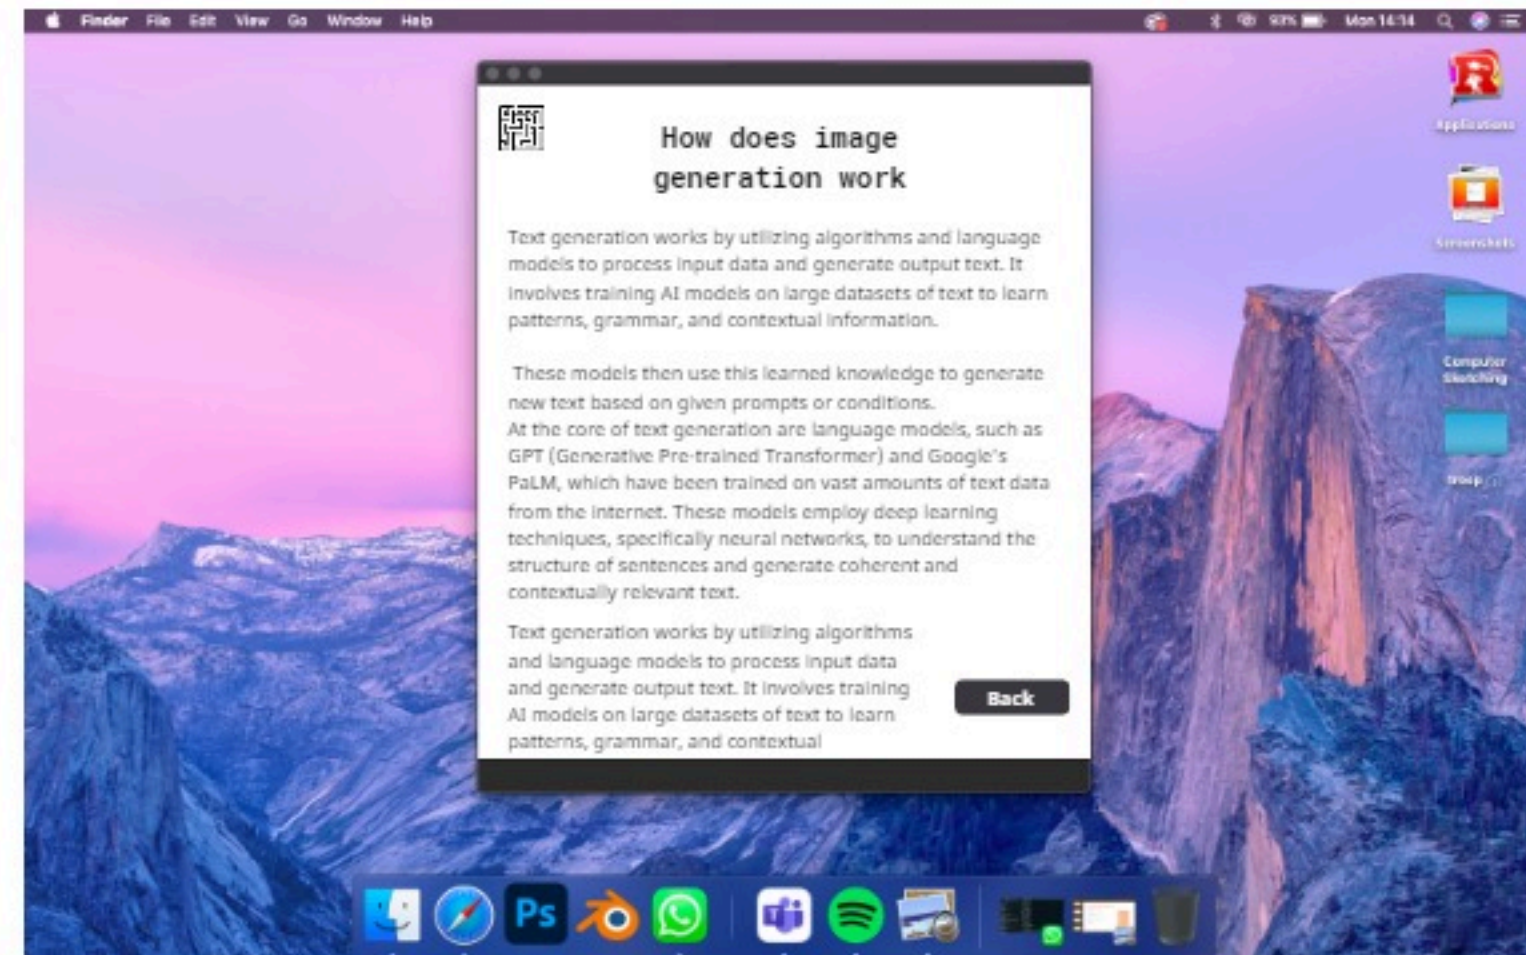 Finder File Edit View Go Window Help
93% Mon 14:14
Applications
Screenshots
Computer
Sketching
How does image
generation work
Text generation works by utilizing algorithms and language
models to process input data and generate output text. It
involves training AI models on large datasets of text to learn
patterns, grammar, and contextual information.
These models then use this learned knowledge to generate
new text based on given prompts or conditions.
At the core of text generation are language models, such as
GPT (Generative Pre-trained Transformer) and Google's
PaLM, which have been trained on vast amounts of text data
from the internet. These models employ deep learning
techniques, specifically neural networks, to understand the
structure of sentences and generate coherent and
contextually relevant text.
Text generation works by utilizing algorithms
and language models to process input data
and generate output text. It involves training
AI models on large datasets of text to learn
patterns, grammar, and contextual
Back
Ps